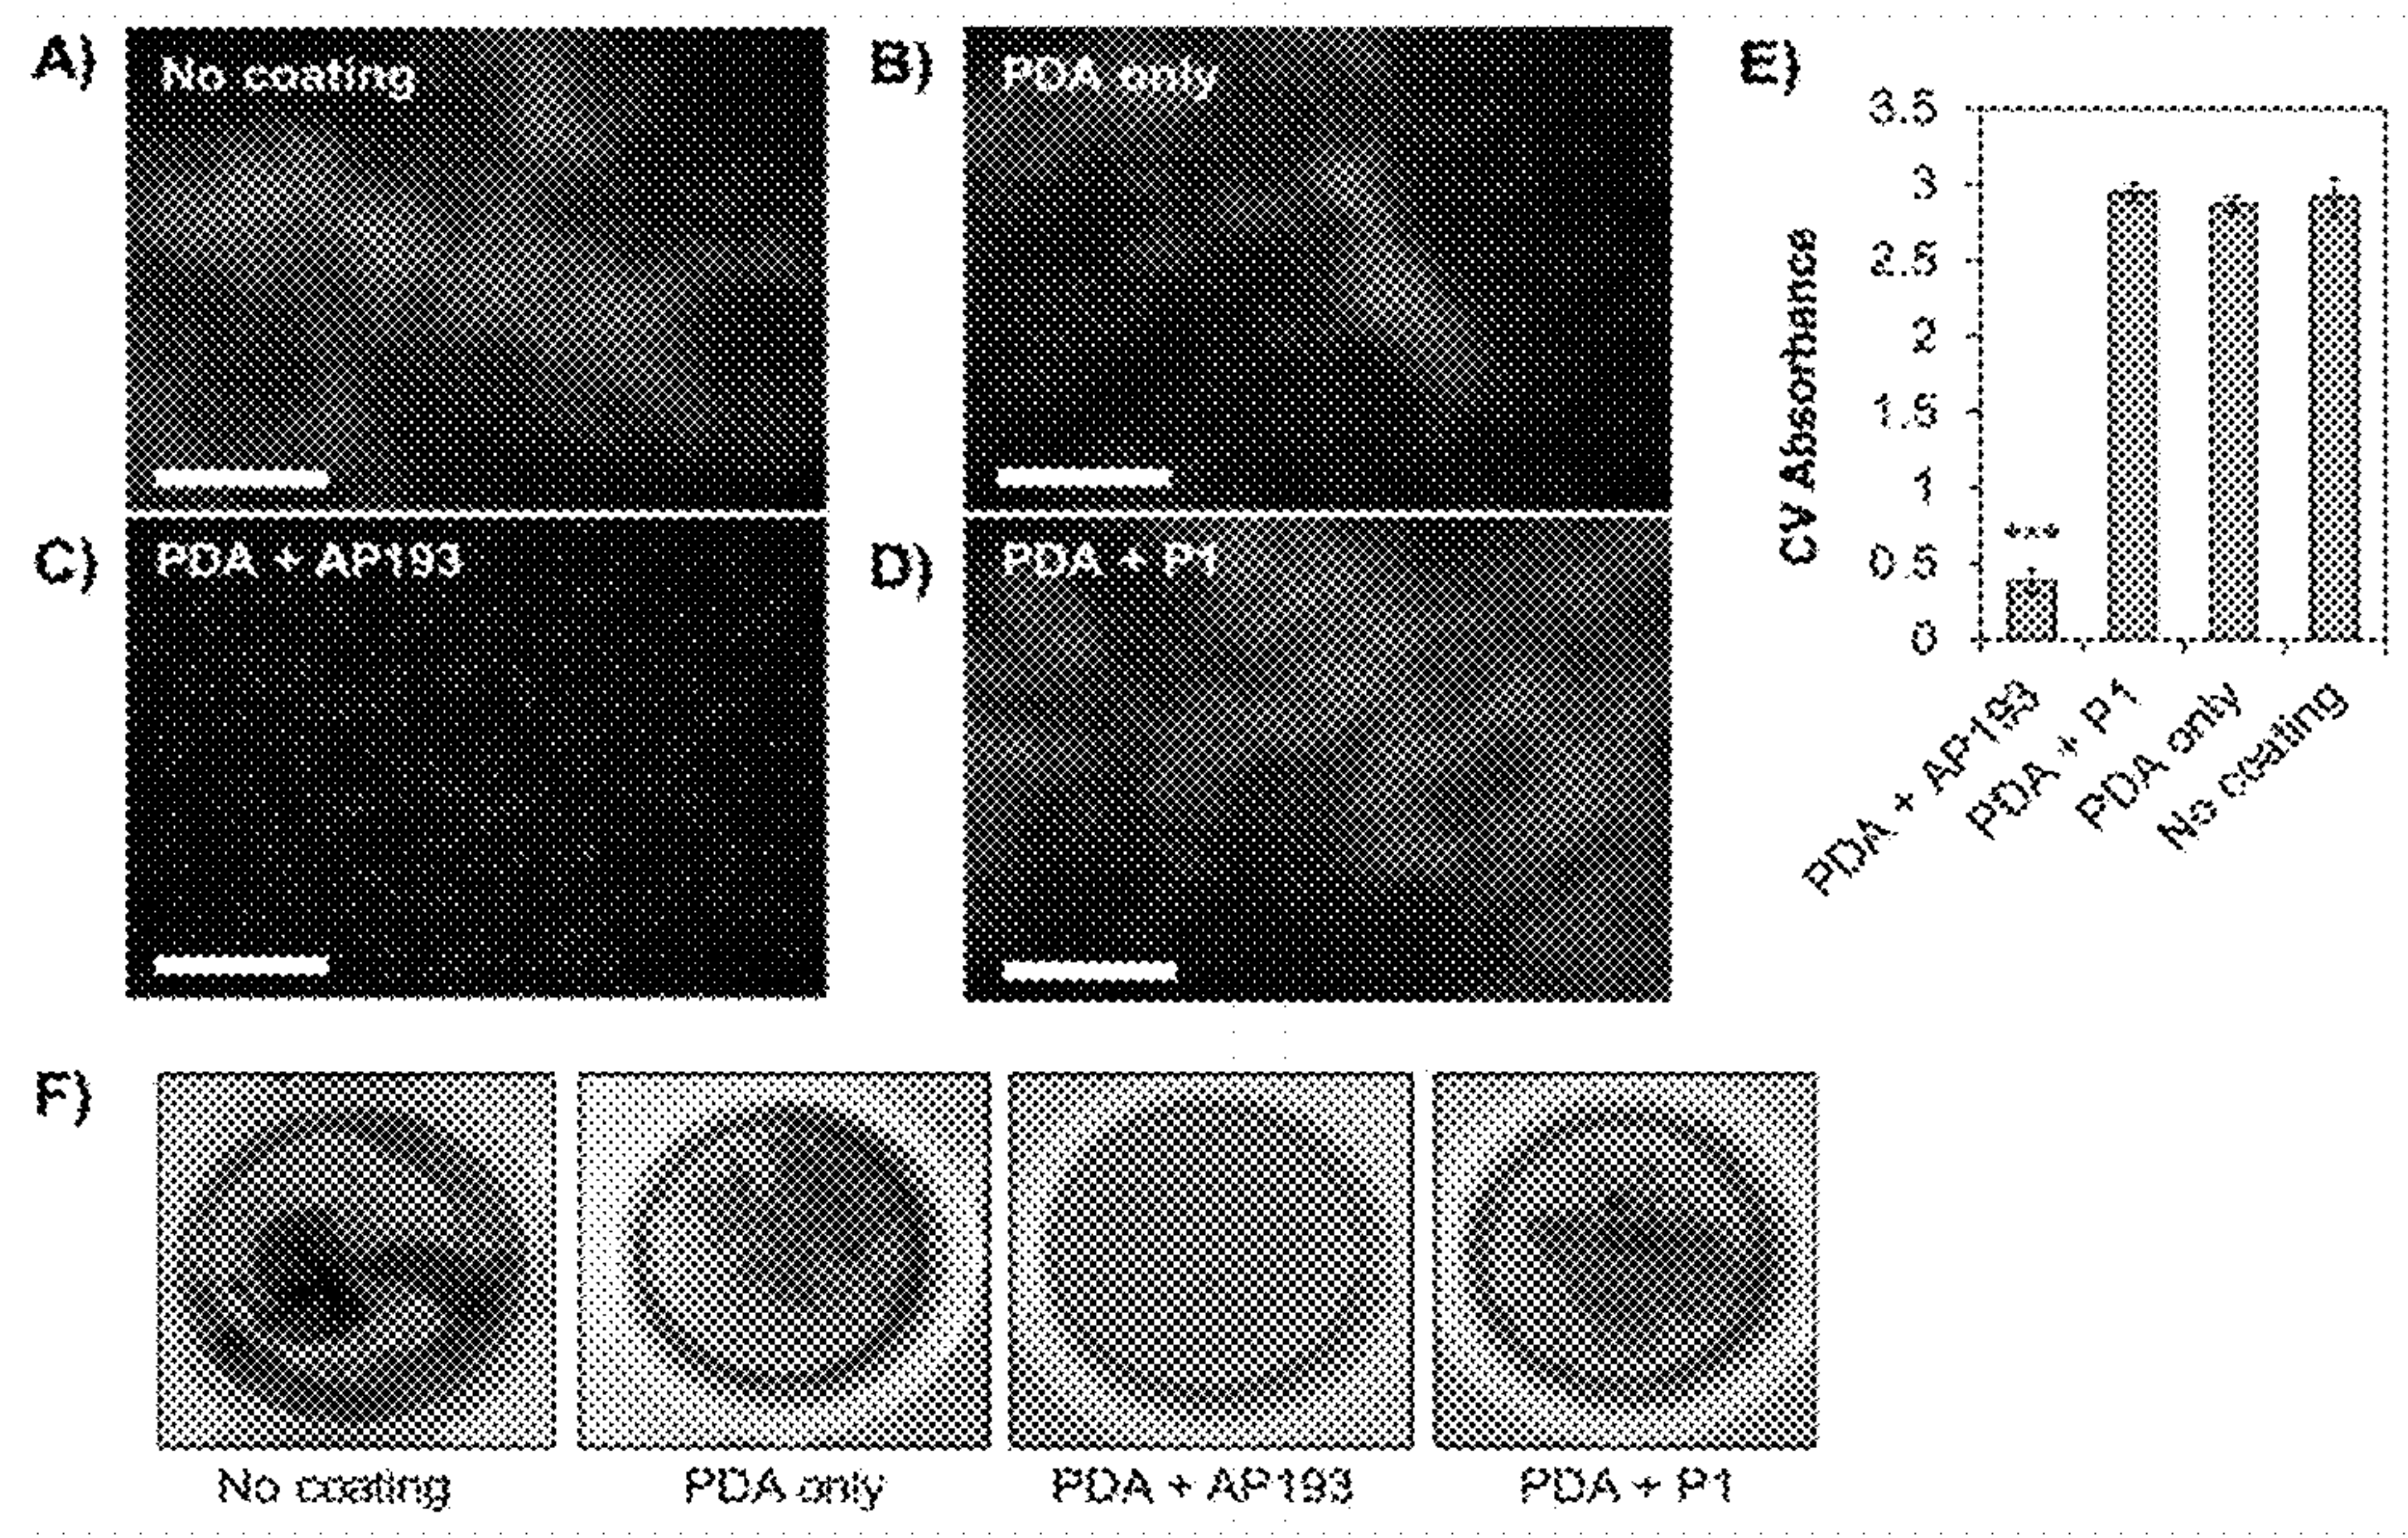 A)
No coating
B)
PDA only
C)
PDA + AP193
D)
PDA + P1
E)
3.5
3
2.5
2
1.5
1
0.5
0
CV Absorbance
***
PDA + AP193
PDA + P1
PDA only
No coating
F)
No coating
PDA only
PDA + AP193
PDA + P1